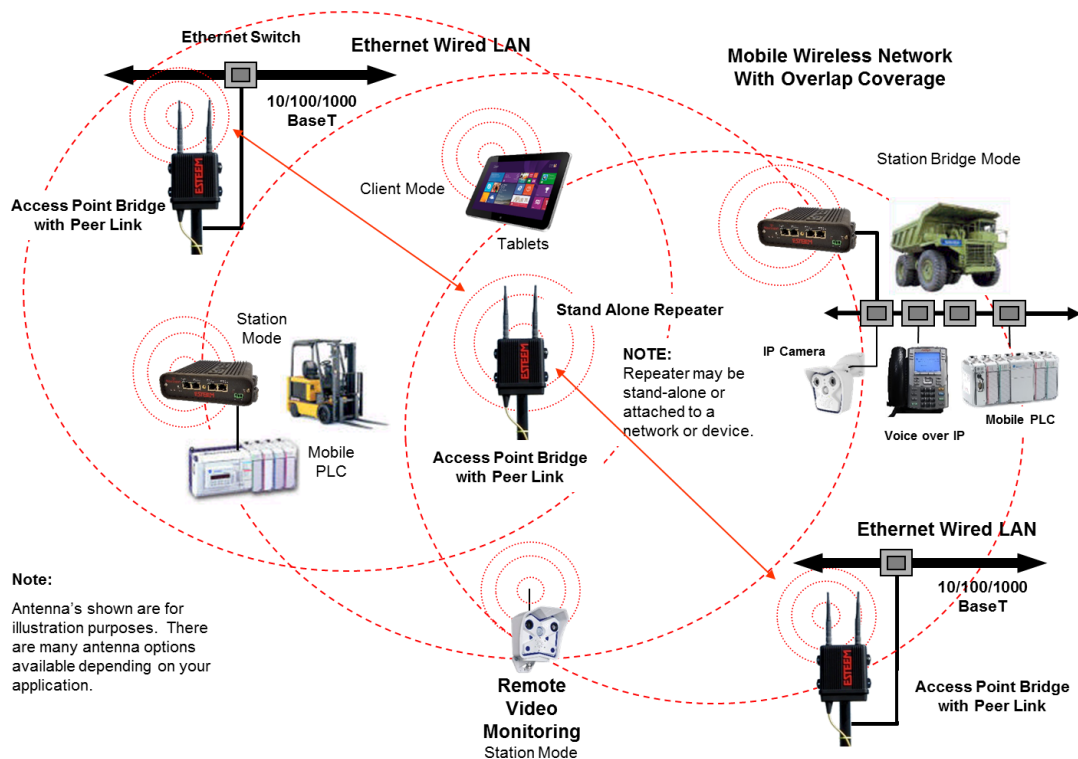 Ethernet Switch
Ethernet Wired LAN
10/100/1000
BaseT
ESTEEM
Access Point Bridge
with Peer Link
Client Mode
Tablets
Mobile Wireless Network
With Overlap Coverage
Station Bridge Mode
ESTEEM
IP Camera
Voice over IP
Mobile PLC
Station
Mode
ESTEEM
Mobile
PLC
Stand Alone Repeater
ESTEEM
NOTE:
Repeater may be
stand-alone or
attached to a
network or device.
Access Point Bridge
with Peer Link
Ethernet Wired LAN
10/100/1000
BaseT
ESTEEM
Access Point Bridge
with Peer Link
Note:
Antenna's shown are for
illustration purposes. There
are many antenna options
available depending on your
application.
Remote
Video
Monitoring
Station Mode